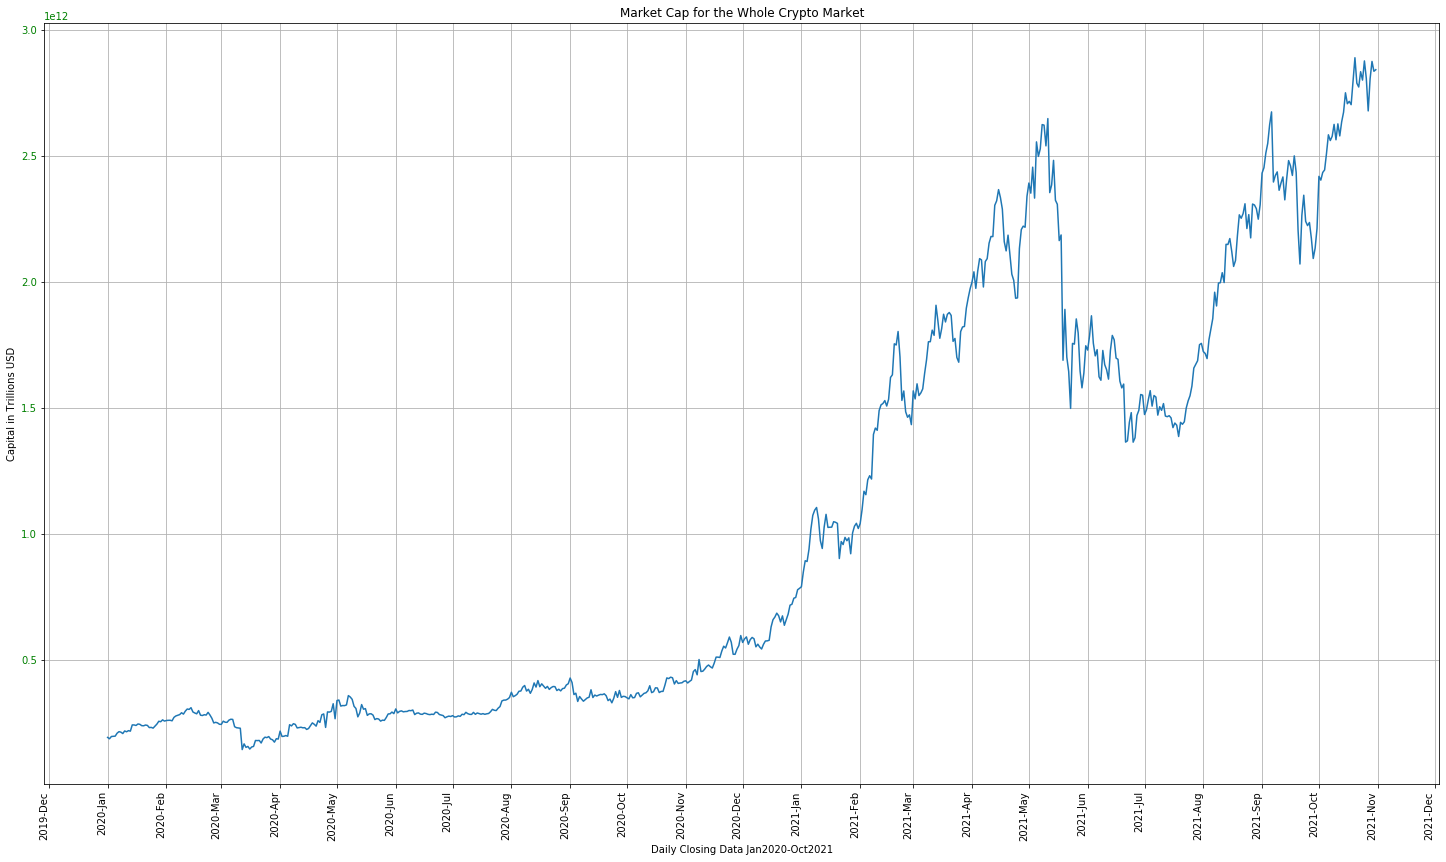 Market Cap for the Whole Crypto Market
1e12
3.0
2.5
2.0
1.5
1.0
0.5
Capital in Trillions USD
2019-Dec
2020-Jan
2020-Feb
2020-Mar
2020-Apr
2020-May
2020-Jun
2020-Jul
2020-Aug
2020-Sep
2020-Oct
2020-Nov
2020-Dec
2021-Jan
2021-Feb
2021-Mar
2021-Apr
2021-May
2021-Jun
2021-Jul
2021-Aug
2021-Sep
2021-Oct
2021-Nov
2021-Dec
Daily Closing Data Jan2020-Oct2021